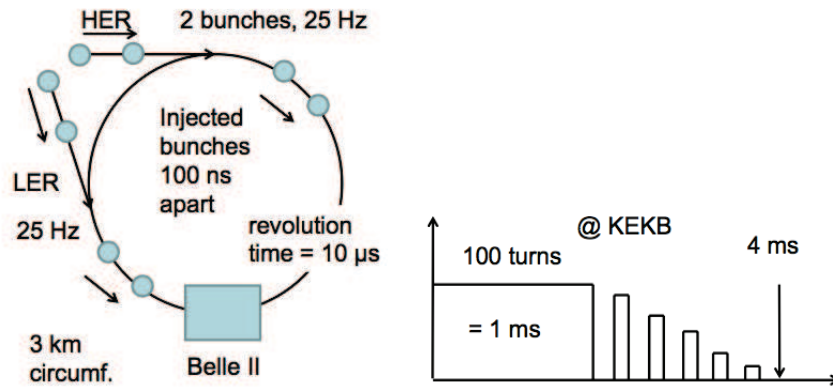 HER
2 bunches, 25 Hz
Injected
bunches
100 ns
apart
LER
25 Hz
revolution
time = 10 µs
3 km
circumf.
Belle II
@ KEKB
100 turns
4 ms
= 1 ms